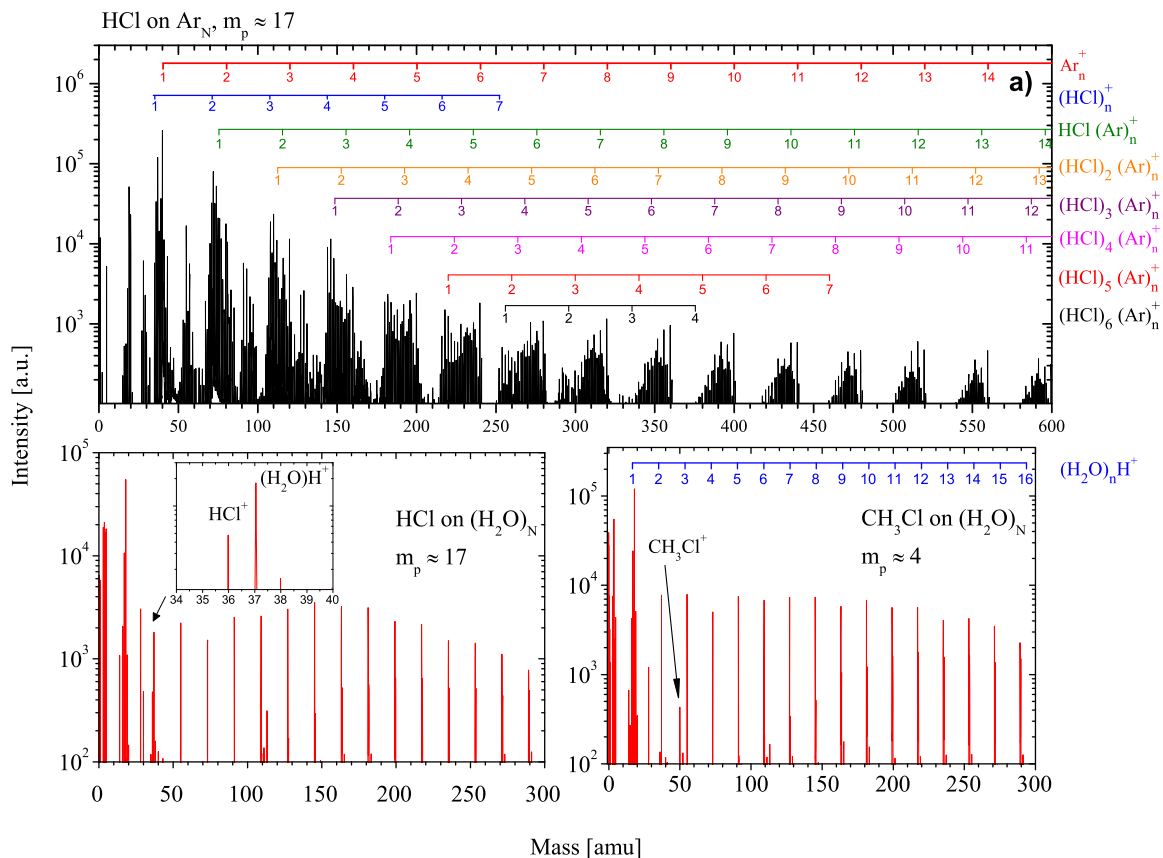 HCl on Ar_N, m_p ≈ 17
a)
1 2 3 4 5 6 7 8 9 10 11 12 13 14 Ar_n^+
1 2 3 4 5 6 7 (HCl)_n^+
1 2 3 4 5 6 7 8 9 10 11 12 13 14 HCl (Ar)_n^+
1 2 3 4 5 6 7 8 9 10 11 12 13 (HCl)_2 (Ar)_n^+
1 2 3 4 5 6 7 8 9 10 11 12 (HCl)_3 (Ar)_n^+
1 2 3 4 5 6 7 8 9 10 11 (HCl)_4 (Ar)_n^+
1 2 3 4 5 6 7 (HCl)_5 (Ar)_n^+
1 2 3 4 (HCl)_6 (Ar)_n^+
10^6
10^5
10^4
10^3
0 50 100 150 200 250 300 350 400 450 500 550 600
Intensity [a.u.]
10^5
10^4
10^3
10^2
(H_2O)H^+
HCl^+
34 35 36 37 38 39 40
HCl on (H_2O)_N
m_p ≈ 17
0 50 100 150 200 250 300
1 2 3 4 5 6 7 8 9 10 11 12 13 14 15 16 (H_2O)_nH^+
10^5
10^4
10^3
10^2
CH_3Cl on (H_2O)_N
m_p ≈ 4
CH_3Cl^+
0 50 100 150 200 250 300
Mass [amu]